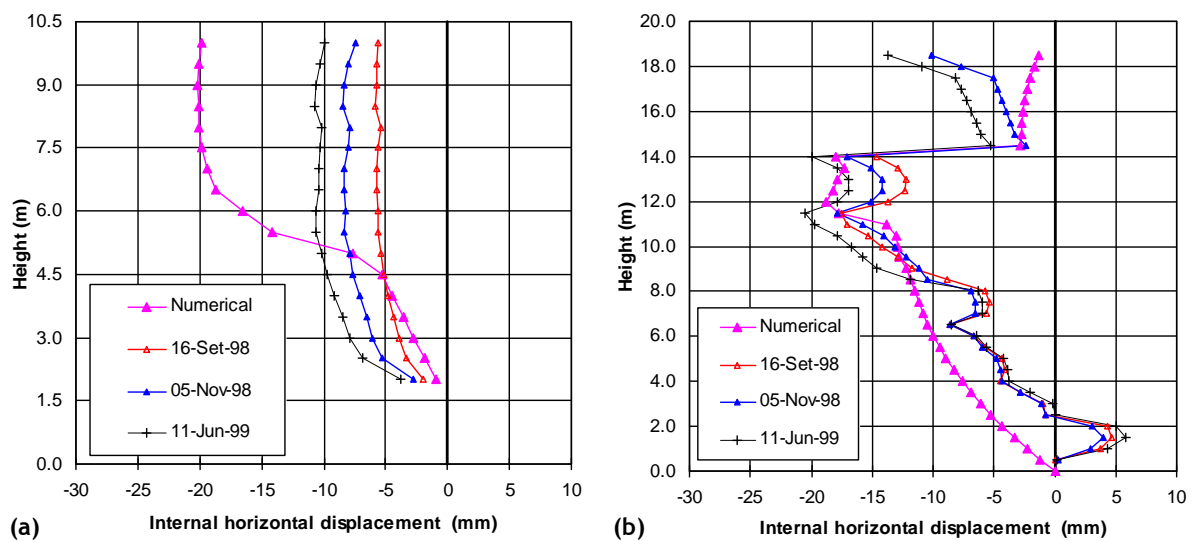 10.5
9.0
7.5
6.0
4.5
3.0
1.5
0.0
Height (m)
Numerical
16-Set-98
05-Nov-98
11-Jun-99
-30 -25 -20 -15 -10 -5 0 5 10
Internal horizontal displacement (mm)
(a)
20.0
18.0
16.0
14.0
12.0
10.0
8.0
6.0
4.0
2.0
0.0
Height (m)
Numerical
16-Set-98
05-Nov-98
11-Jun-99
-30 -25 -20 -15 -10 -5 0 5 10
Internal horizontal displacement (mm)
(b)